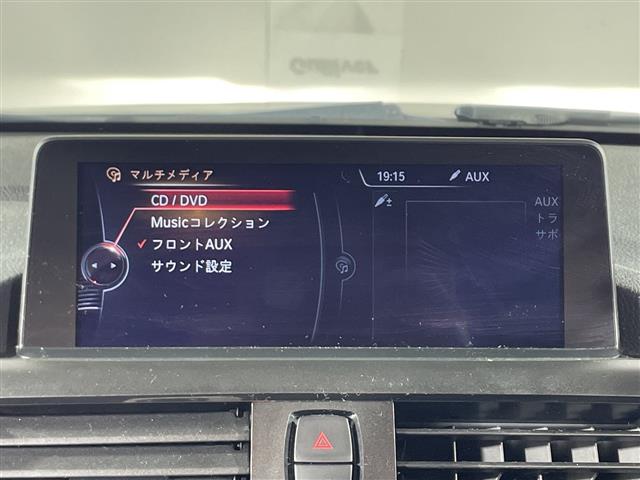 Gulliver
マルチメディア
19:15
AUX
CD / DVD
Musicコレクション
フロントAUX
サウンド設定
AUX
トラ
サポ